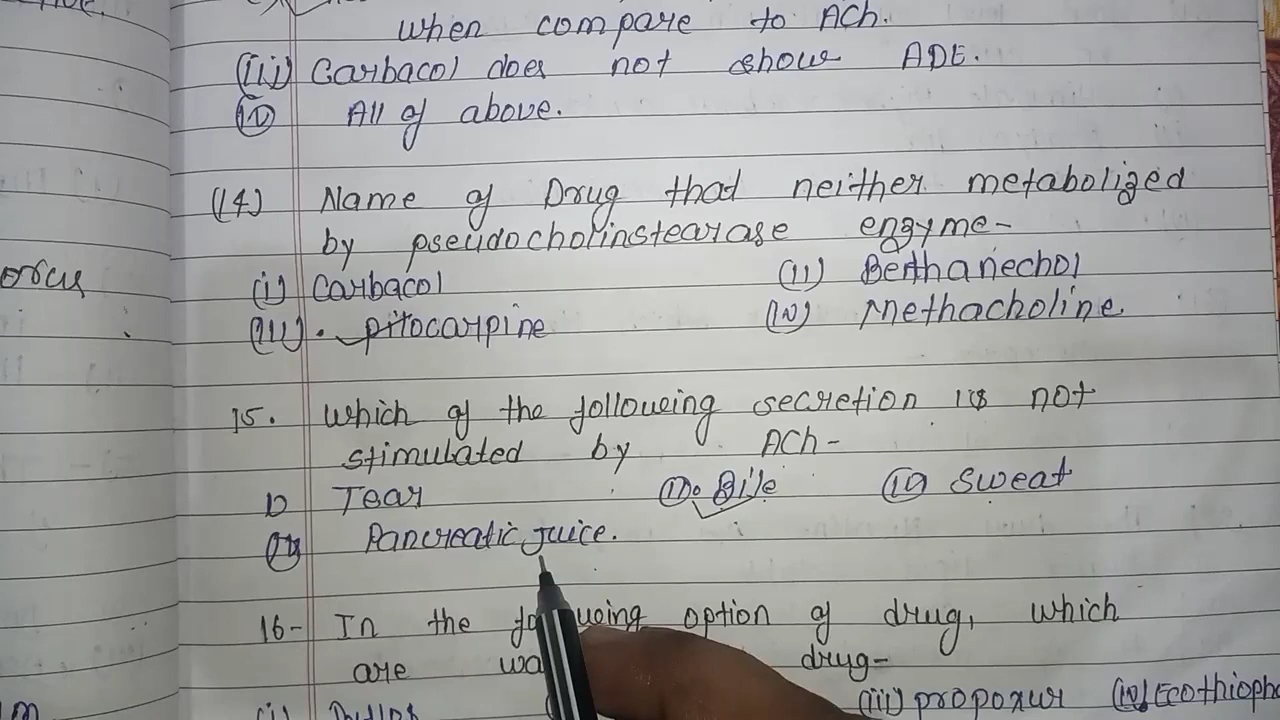 when compare to ACh.
(iii) Carbacol does not show ADE.
(iv) All of above.
(14) Name of Drug that neither metabolized
by pseudocholinstearase enzyme-
orcus
(i) Carbacol (ii) Bethanechol
(iii) Pilocarpine (iv) Methacholine
15. Which of the following secretion is not
stimulated by ACh-
i) Tear (ii) Bile (iii) Sweat
(iv) Pancreatic juice.
16- In the option of drug, which
are drug-
(iii) propoxur (iv) Ecothiopho